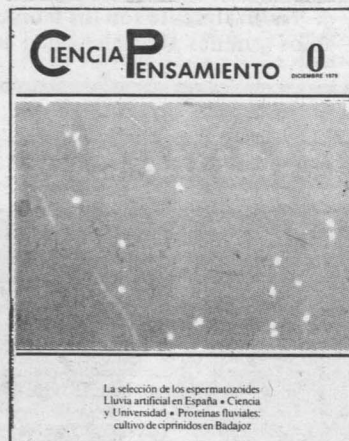 CIENCIA PENSAMIENTO 0
DICIEMBRE 1979
La selección de los espermatozoides
Lluvia artificial en España • Ciencia
y Universidad • Proteínas fluviales:
cultivo de ciprínidos en Badajoz